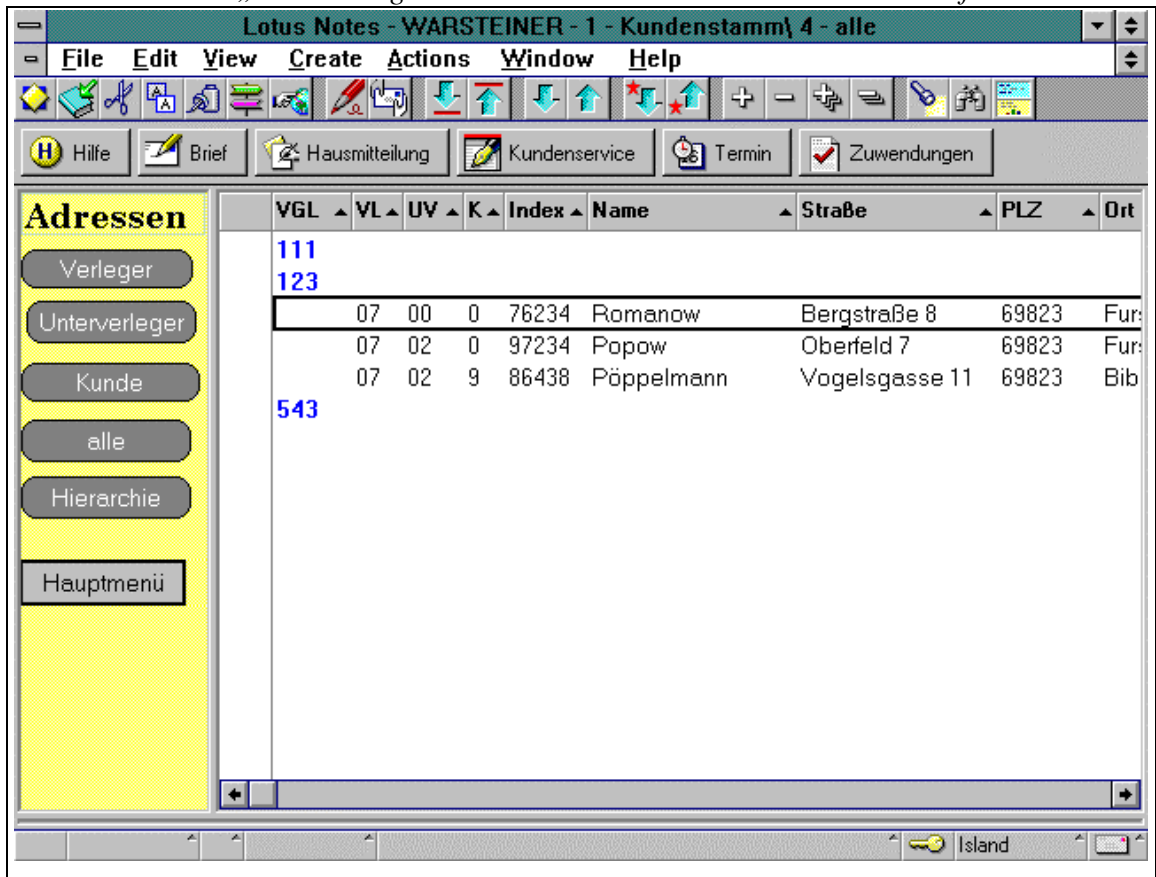 Lotus Notes - WARSTEINER - 1 - Kundenstamm\ 4 - alle
File Edit View Create Actions Window Help
Hilfe Brief Hausmitteilung Kundenservice Termin Zuwendungen
Adressen
Verleger
Unterverleger
Kunde
alle
Hierarchie
Hauptmenü
VGL VL UV K Index Name Straße PLZ Ort
111
123
07 00 0 76234 Romanow Bergstraße 8 69823 Fur
07 02 0 97234 Popow Oberfeld 7 69823 Fur
07 02 9 86438 Pöppelmann Vogelsgasse 11 69823 Bib
543
Island